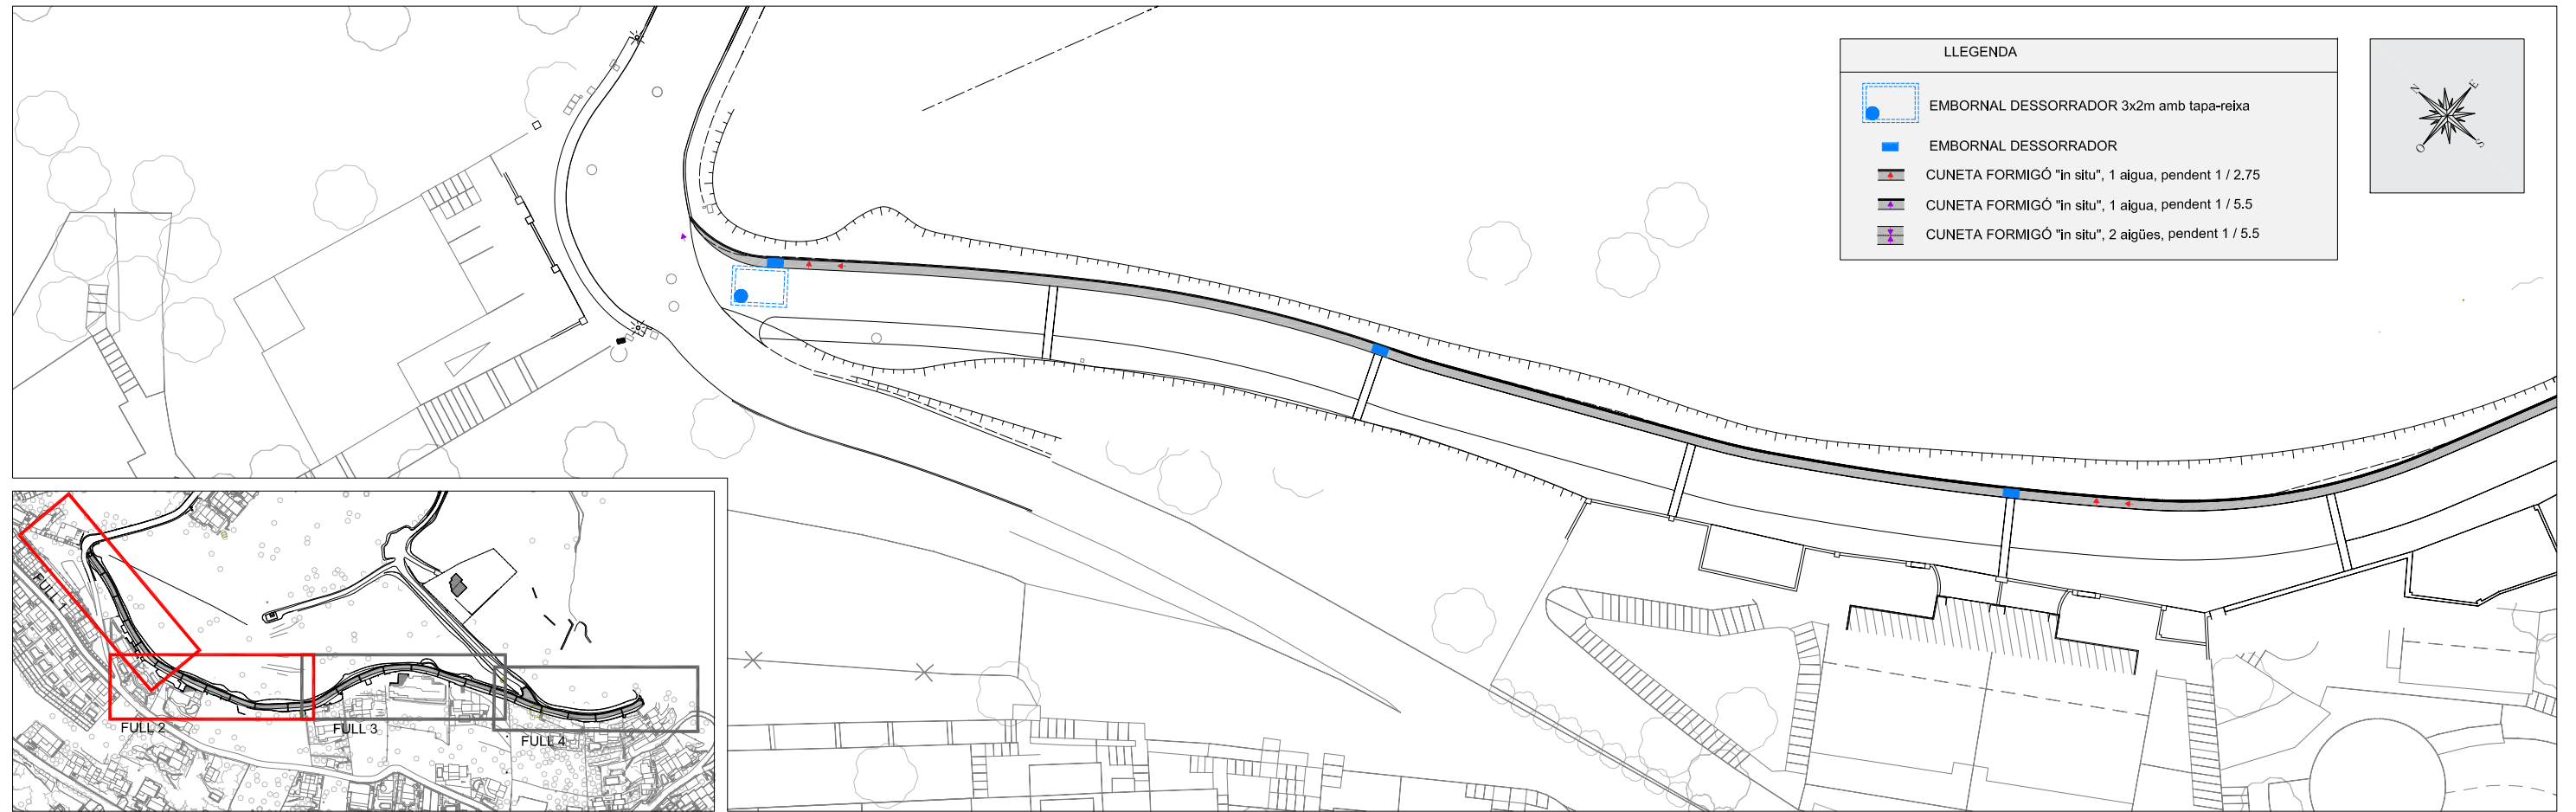 LLEGENDA
EMBORNAL DESSORRADOR 3x2m amb tapa-reixa
EMBORNAL DESSORRADOR
CUNETA FORMIGÓ "in situ", 1 aigua, pendent 1 / 2.75
CUNETA FORMIGÓ "in situ", 1 aigua, pendent 1 / 5.5
CUNETA FORMIGÓ "in situ", 2 aigües, pendent 1 / 5.5
N
E
O
S
FULL 1
FULL 2
FULL 3
FULL 4